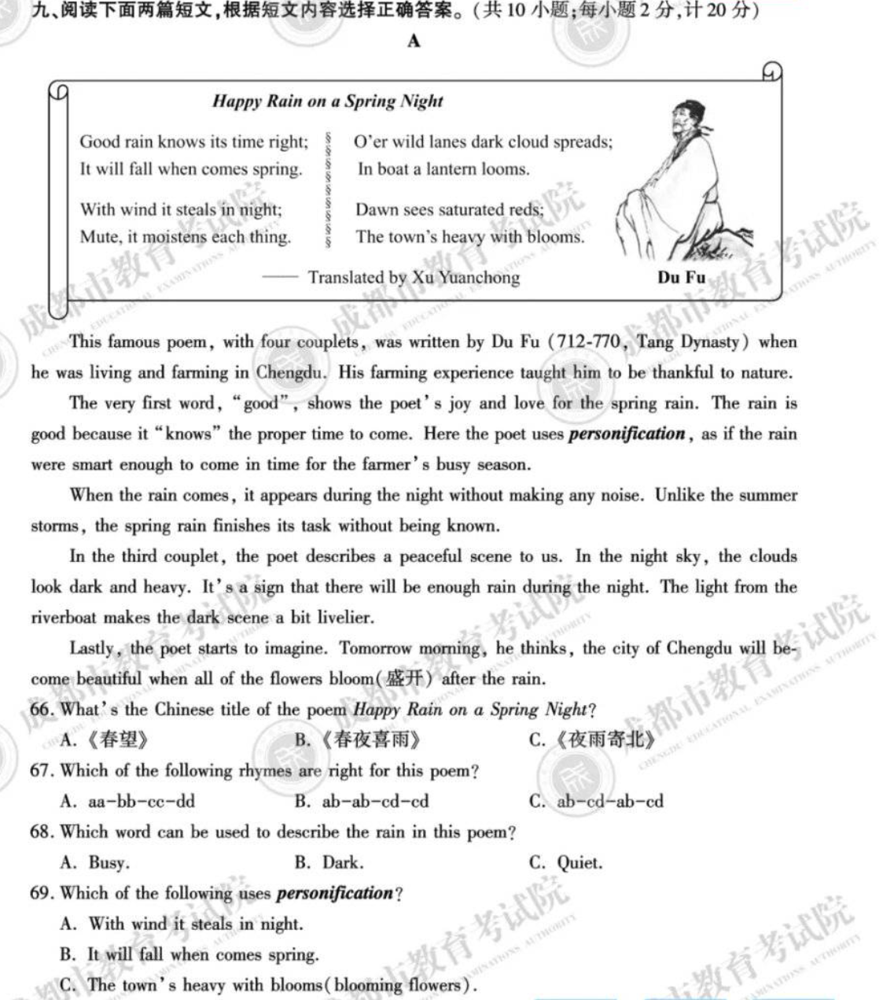 九、阅读下面两篇短文,根据短文内容选择正确答案。(共 10 小题;每小题 2 分,计 20 分)
A
Happy Rain on a Spring Night
Good rain knows its time right;
It will fall when comes spring.
With wind it steals in night;
Mute, it moistens each thing.
O’er wild lanes dark cloud spreads;
In boat a lantern looms.
Dawn sees saturated reds;
The town’s heavy with blooms.
—— Translated by Xu Yuanchong
Du Fu
This famous poem, with four couplets, was written by Du Fu (712-770, Tang Dynasty) when
he was living and farming in Chengdu. His farming experience taught him to be thankful to nature.
The very first word, “good”, shows the poet’s joy and love for the spring rain. The rain is
good because it “knows” the proper time to come. Here the poet uses personification, as if the rain
were smart enough to come in time for the farmer’s busy season.
When the rain comes, it appears during the night without making any noise. Unlike the summer
storms, the spring rain finishes its task without being known.
In the third couplet, the poet describes a peaceful scene to us. In the night sky, the clouds
look dark and heavy. It’s a sign that there will be enough rain during the night. The light from the
riverboat makes the dark scene a bit livelier.
Lastly, the poet starts to imagine. Tomorrow morning, he thinks, the city of Chengdu will be-
come beautiful when all of the flowers bloom(盛开) after the rain.
66. What’s the Chinese title of the poem Happy Rain on a Spring Night?
A.《春望》 B.《春夜喜雨》 C.《夜雨寄北》
67. Which of the following rhymes are right for this poem?
A. aa-bb-cc-dd B. ab-ab-cd-cd C. ab-cd-ab-cd
68. Which word can be used to describe the rain in this poem?
A. Busy. B. Dark. C. Quiet.
69. Which of the following uses personification?
A. With wind it steals in night.
B. It will fall when comes spring.
C. The town’s heavy with blooms(blooming flowers).
成都市教育考试院
CHENGDU EDUCATIONAL EXAMINATIONS AUTHORITY